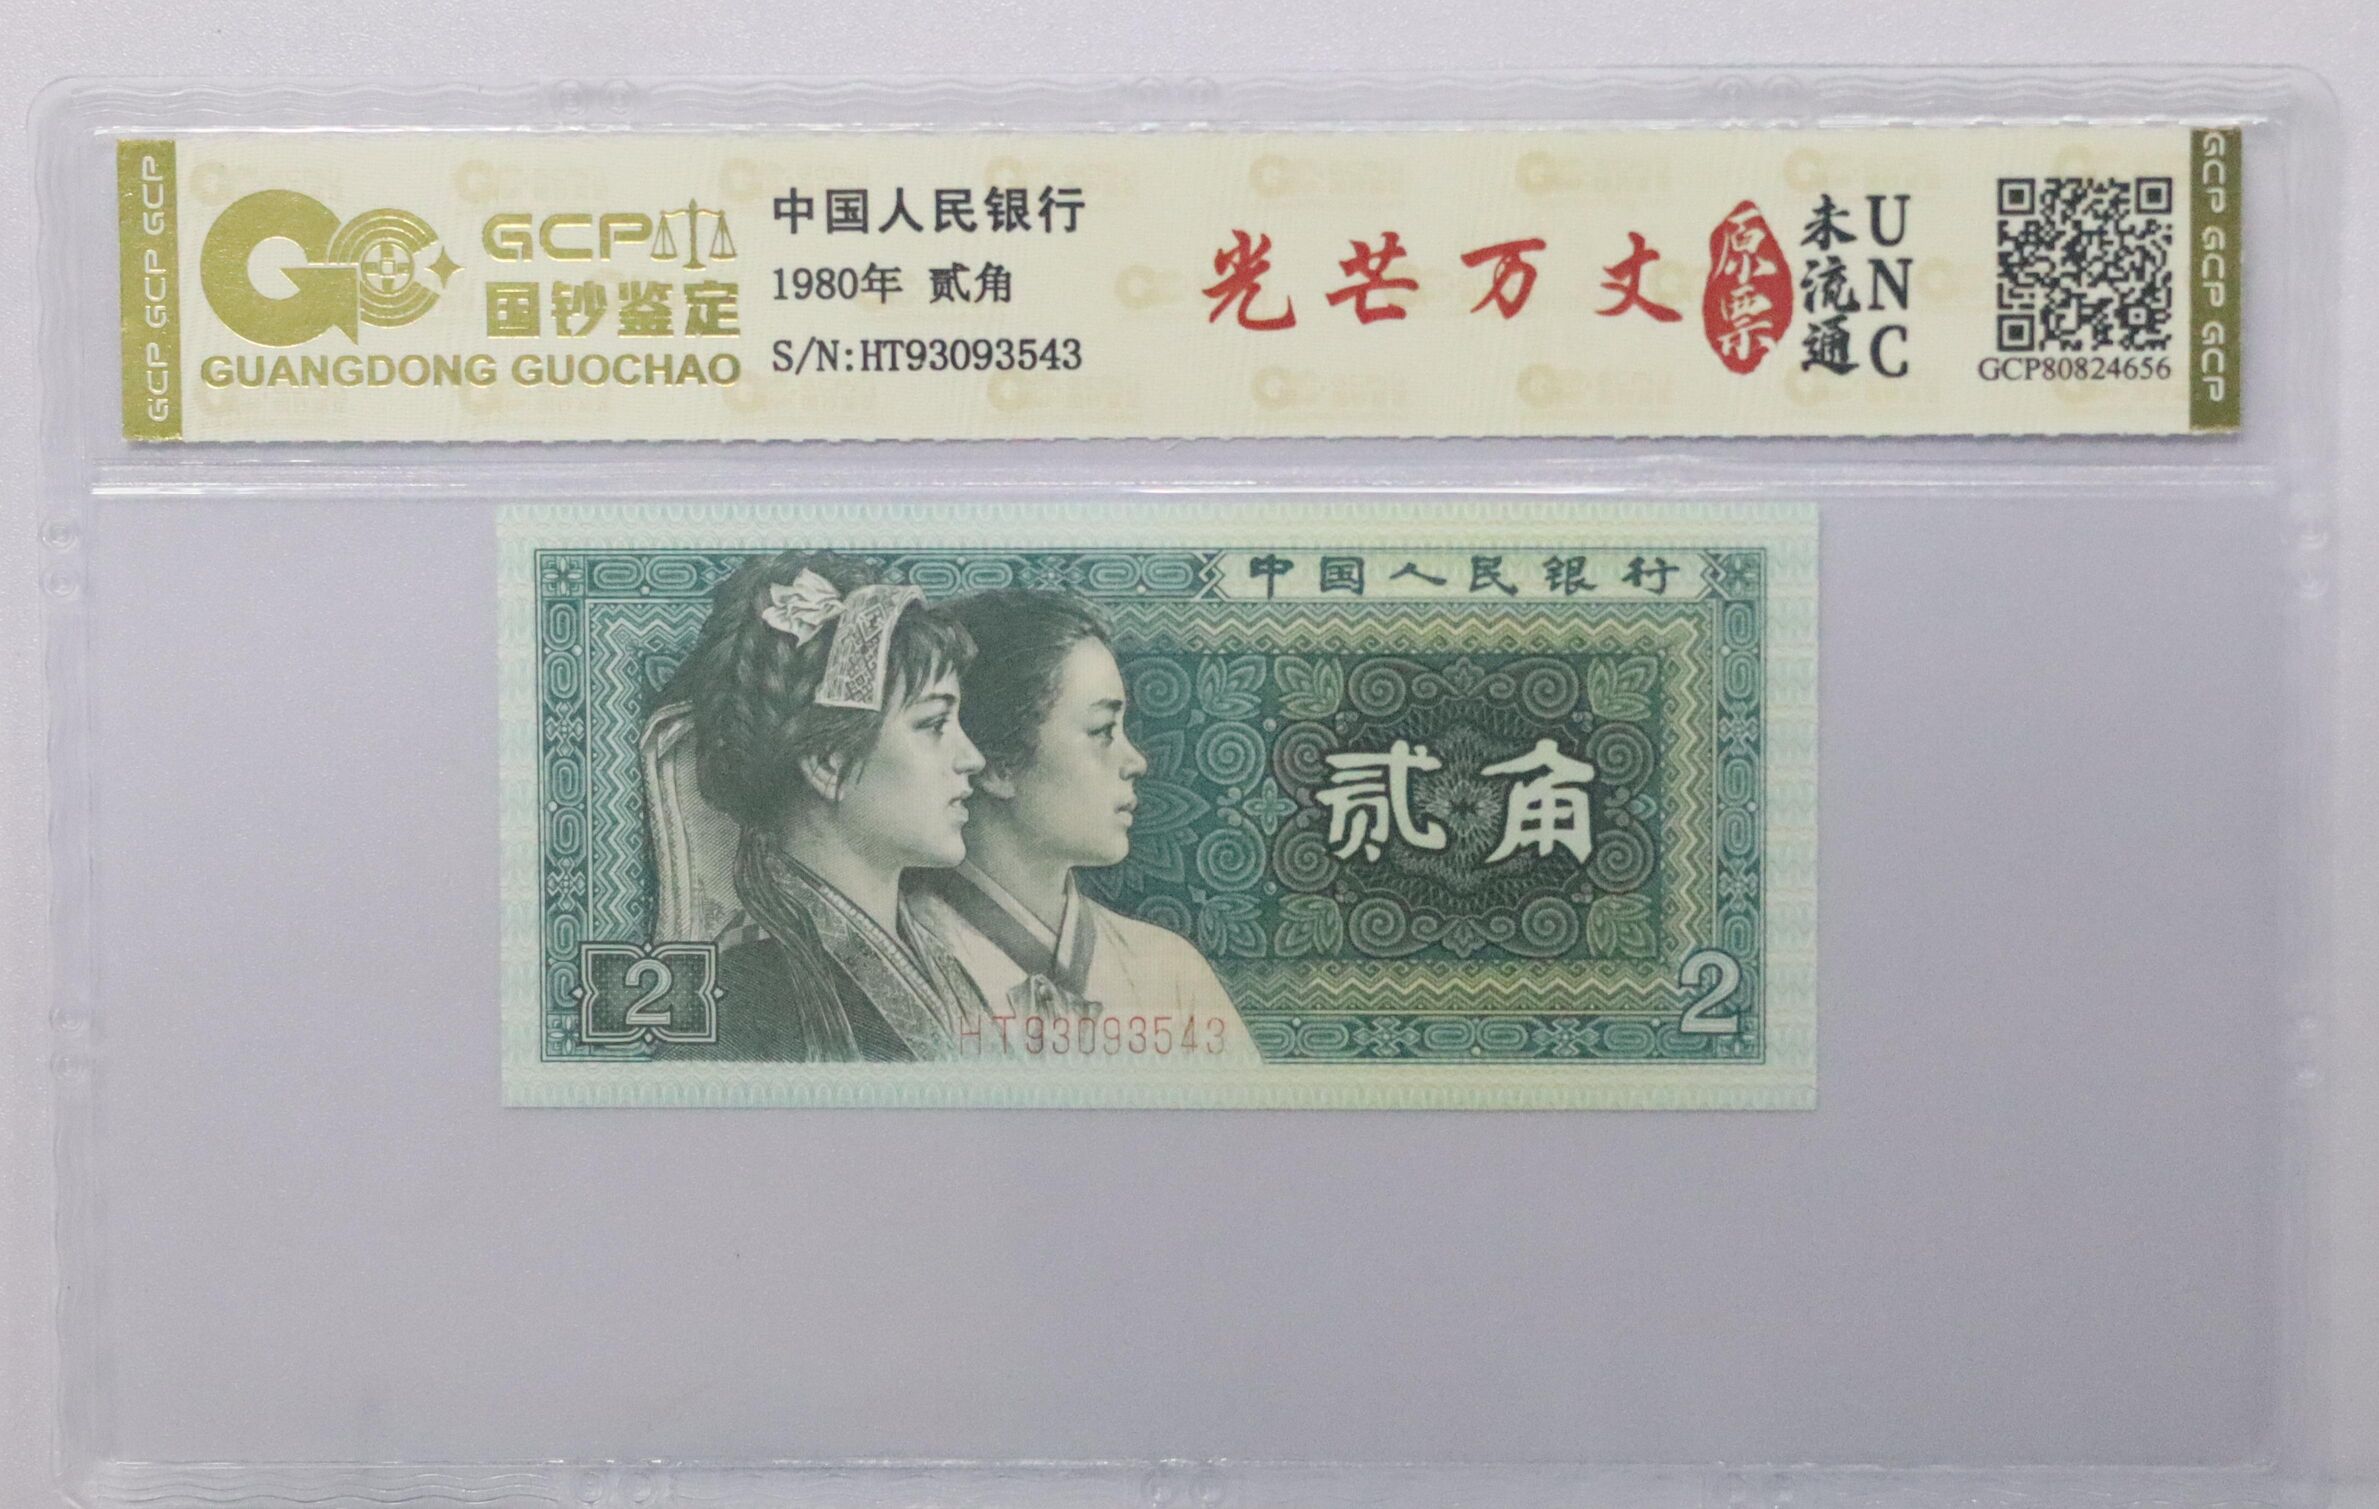 GCP GCP GCP
GCP
国钞鉴定
GUANGDONG GUOCHAO
中国人民银行
1980年 贰角
S/N:HT93093543
光芒万丈
原票
未流通
UNC
GCP80824656
GCP GCP GCP
中国人民银行
贰角
2
2
HT93093543